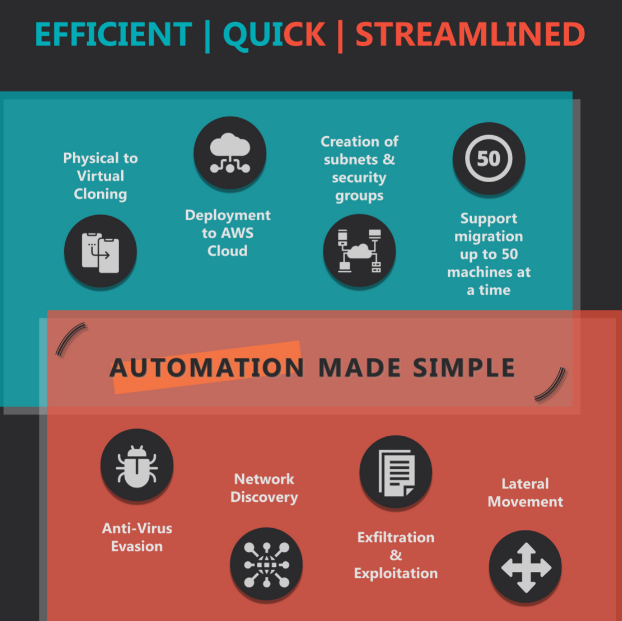 EFFICIENT | QUICK | STREAMLINED
Physical to
Virtual
Cloning
Deployment
to AWS
Cloud
Creation of
subnets &
security
groups
50
Support
migration
up to 50
machines at
a time
AUTOMATION MADE SIMPLE
Anti-Virus
Evasion
Network
Discovery
Exfiltration
&
Exploitation
Lateral
Movement